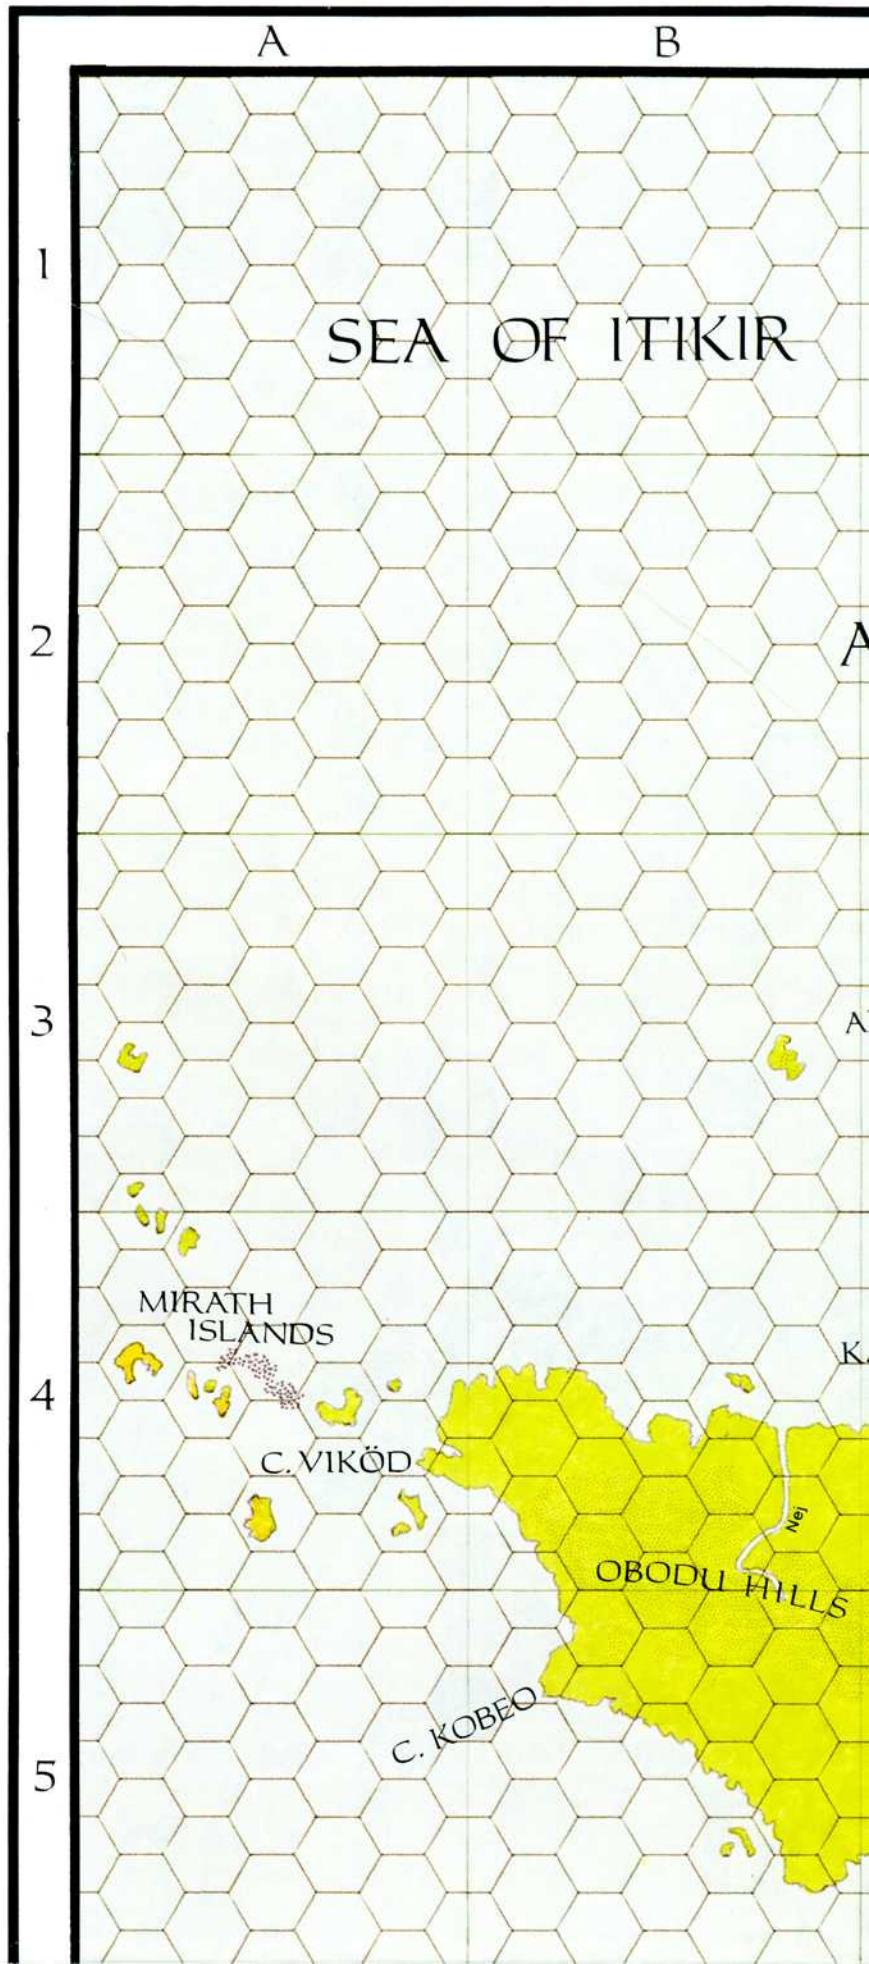 A B
1
SEA OF ITIKIR
2
A
3
A
MIRATH
ISLANDS
K
4
C. VIKÖD
Nej
OBODU HILLS
C. KOBEO
5